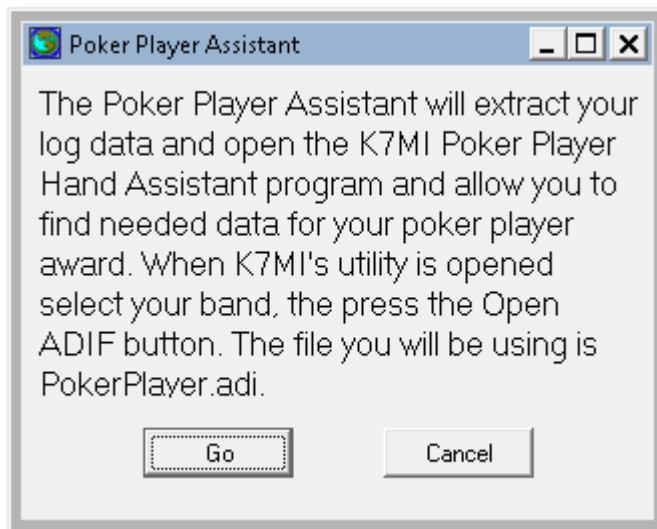 Poker Player Assistant
The Poker Player Assistant will extract your
log data and open the K7MI Poker Player
Hand Assistant program and allow you to
find needed data for your poker player
award. When K7MI's utility is opened
select your band, the press the Open
ADIF button. The file you will be using is
PokerPlayer.adi.
Go
Cancel